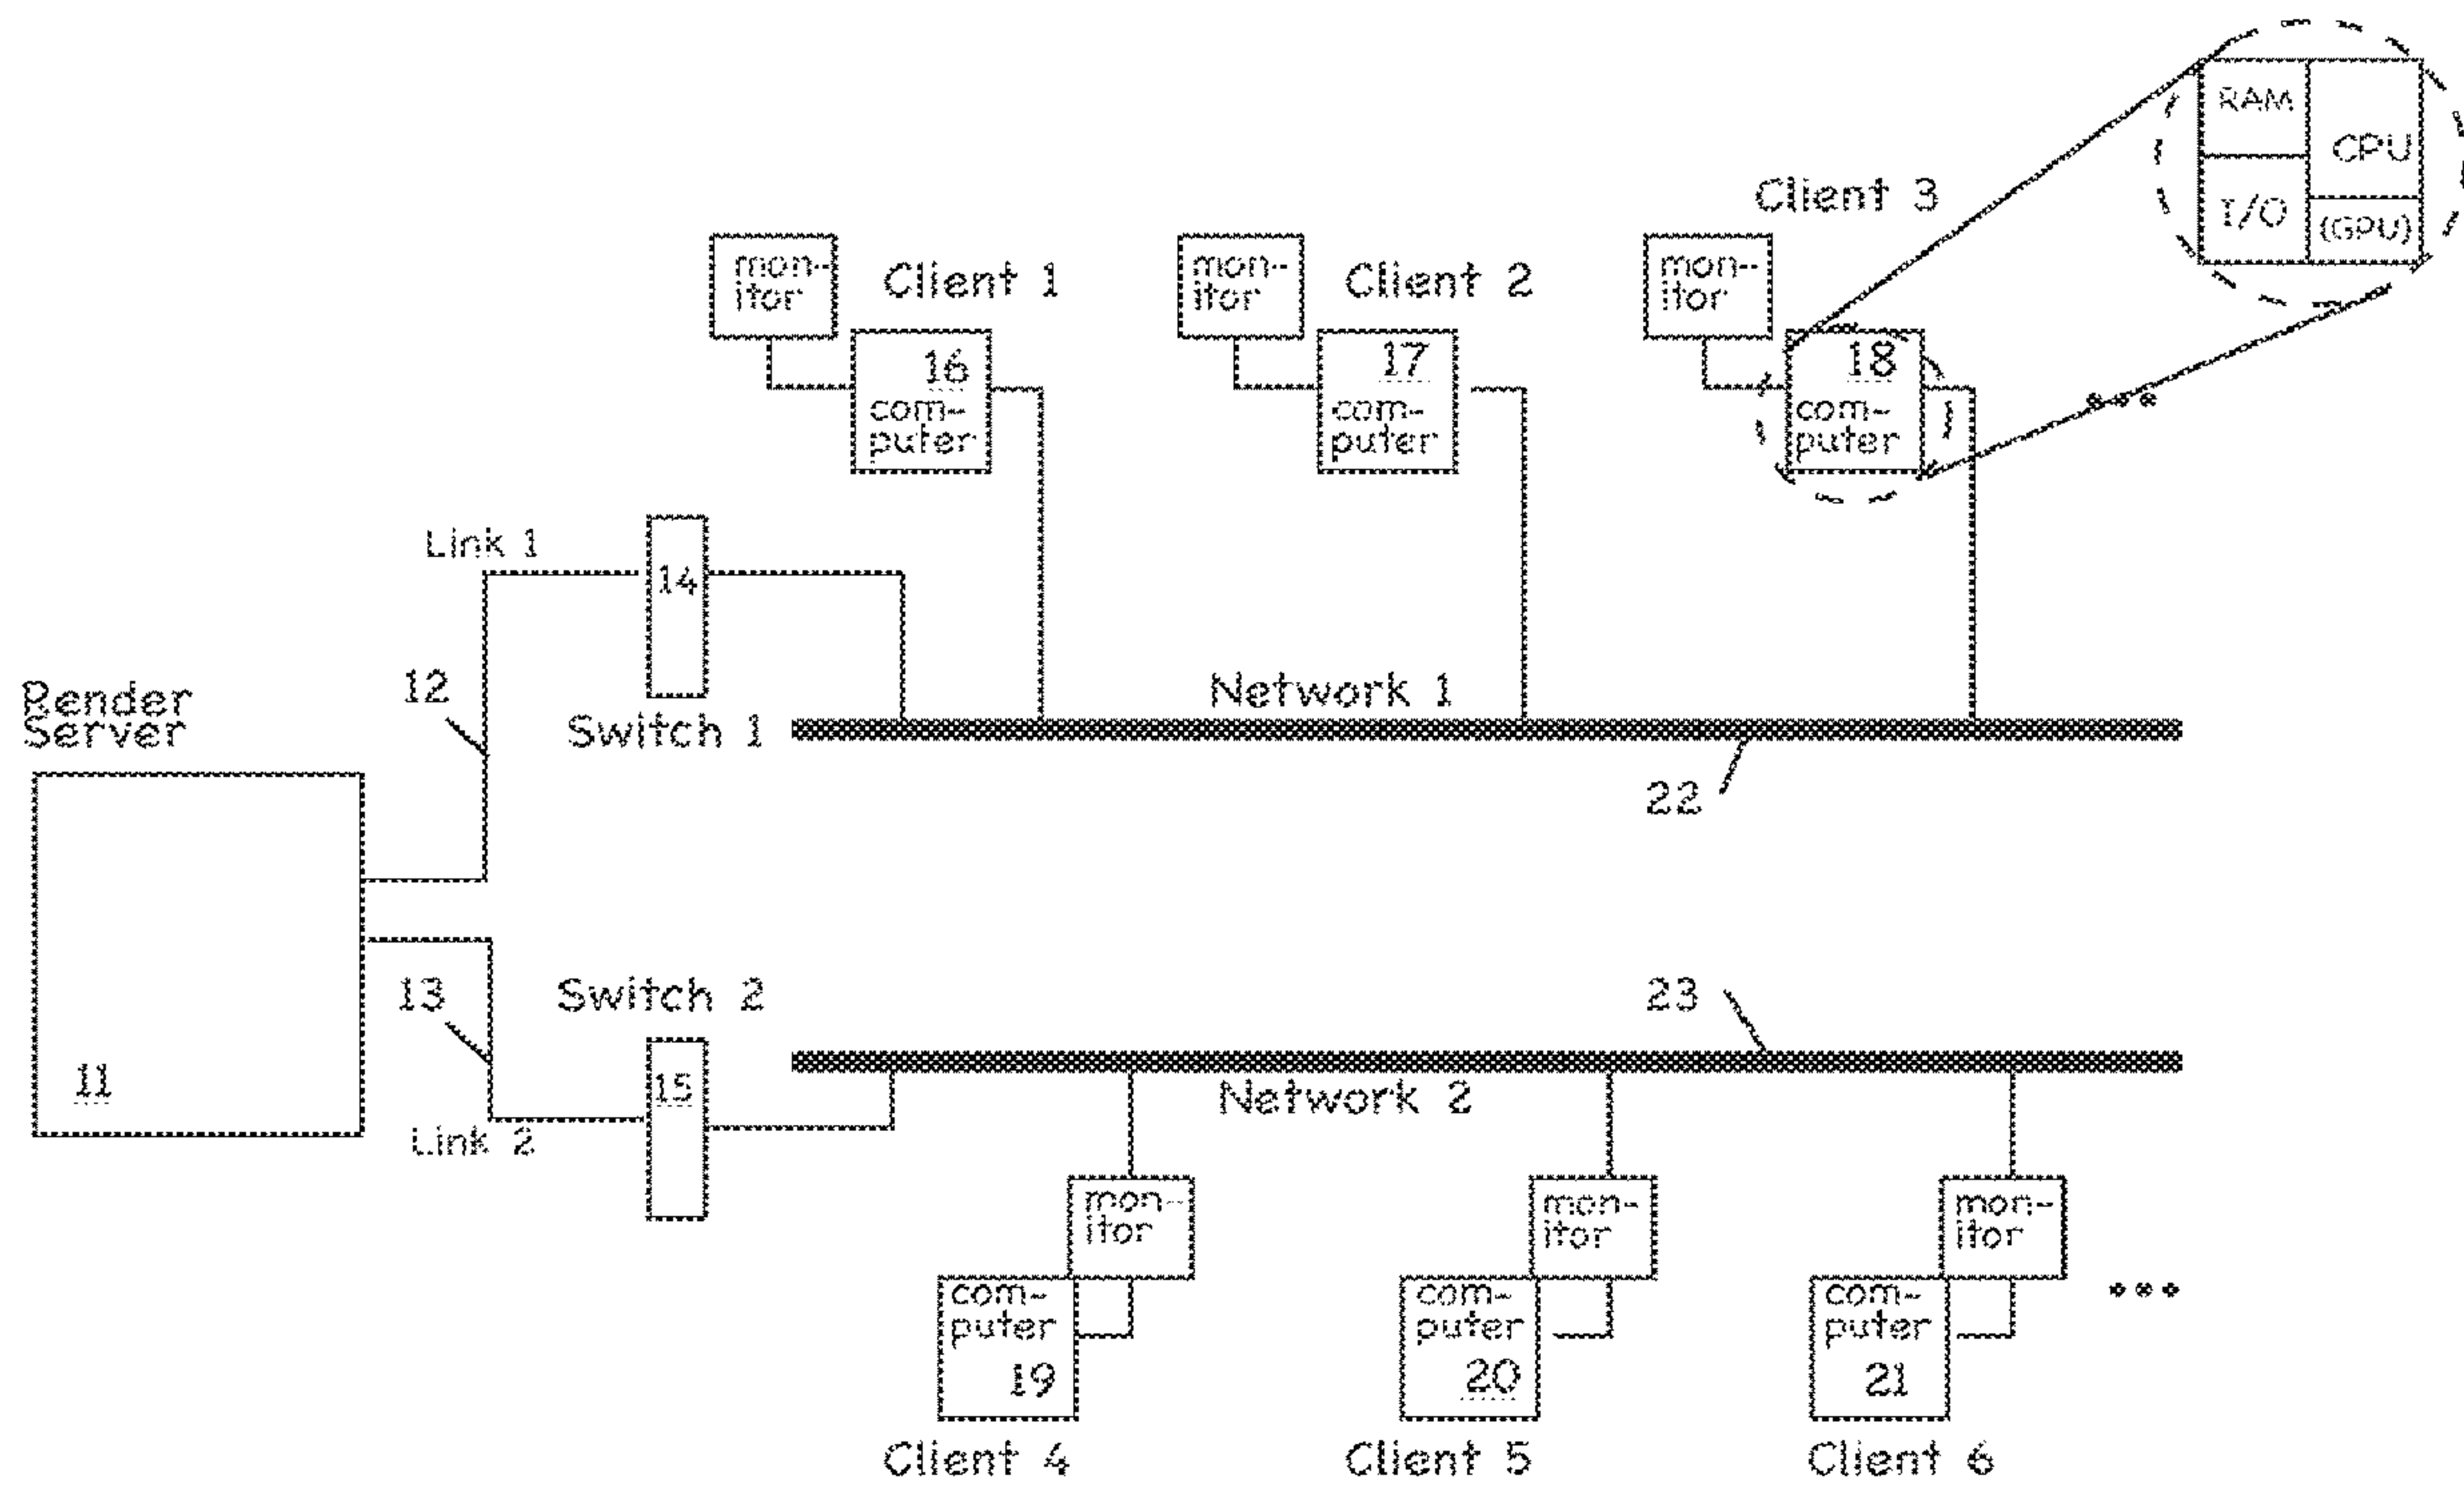 RAM
CPU
I/O
(GPU)
Client 3
mon-
itor
Client 1
mon-
itor
Client 2
mon-
itor
16
com-
puter
17
com-
puter
18
com-
puter
Link 1
14
12
Switch 1
Network 1
22
Render
Server
11
13
Switch 2
15
Link 2
23
Network 2
mon-
itor
com-
puter
19
Client 4
mon-
itor
com-
puter
20
Client 5
mon-
itor
com-
puter
21
Client 6